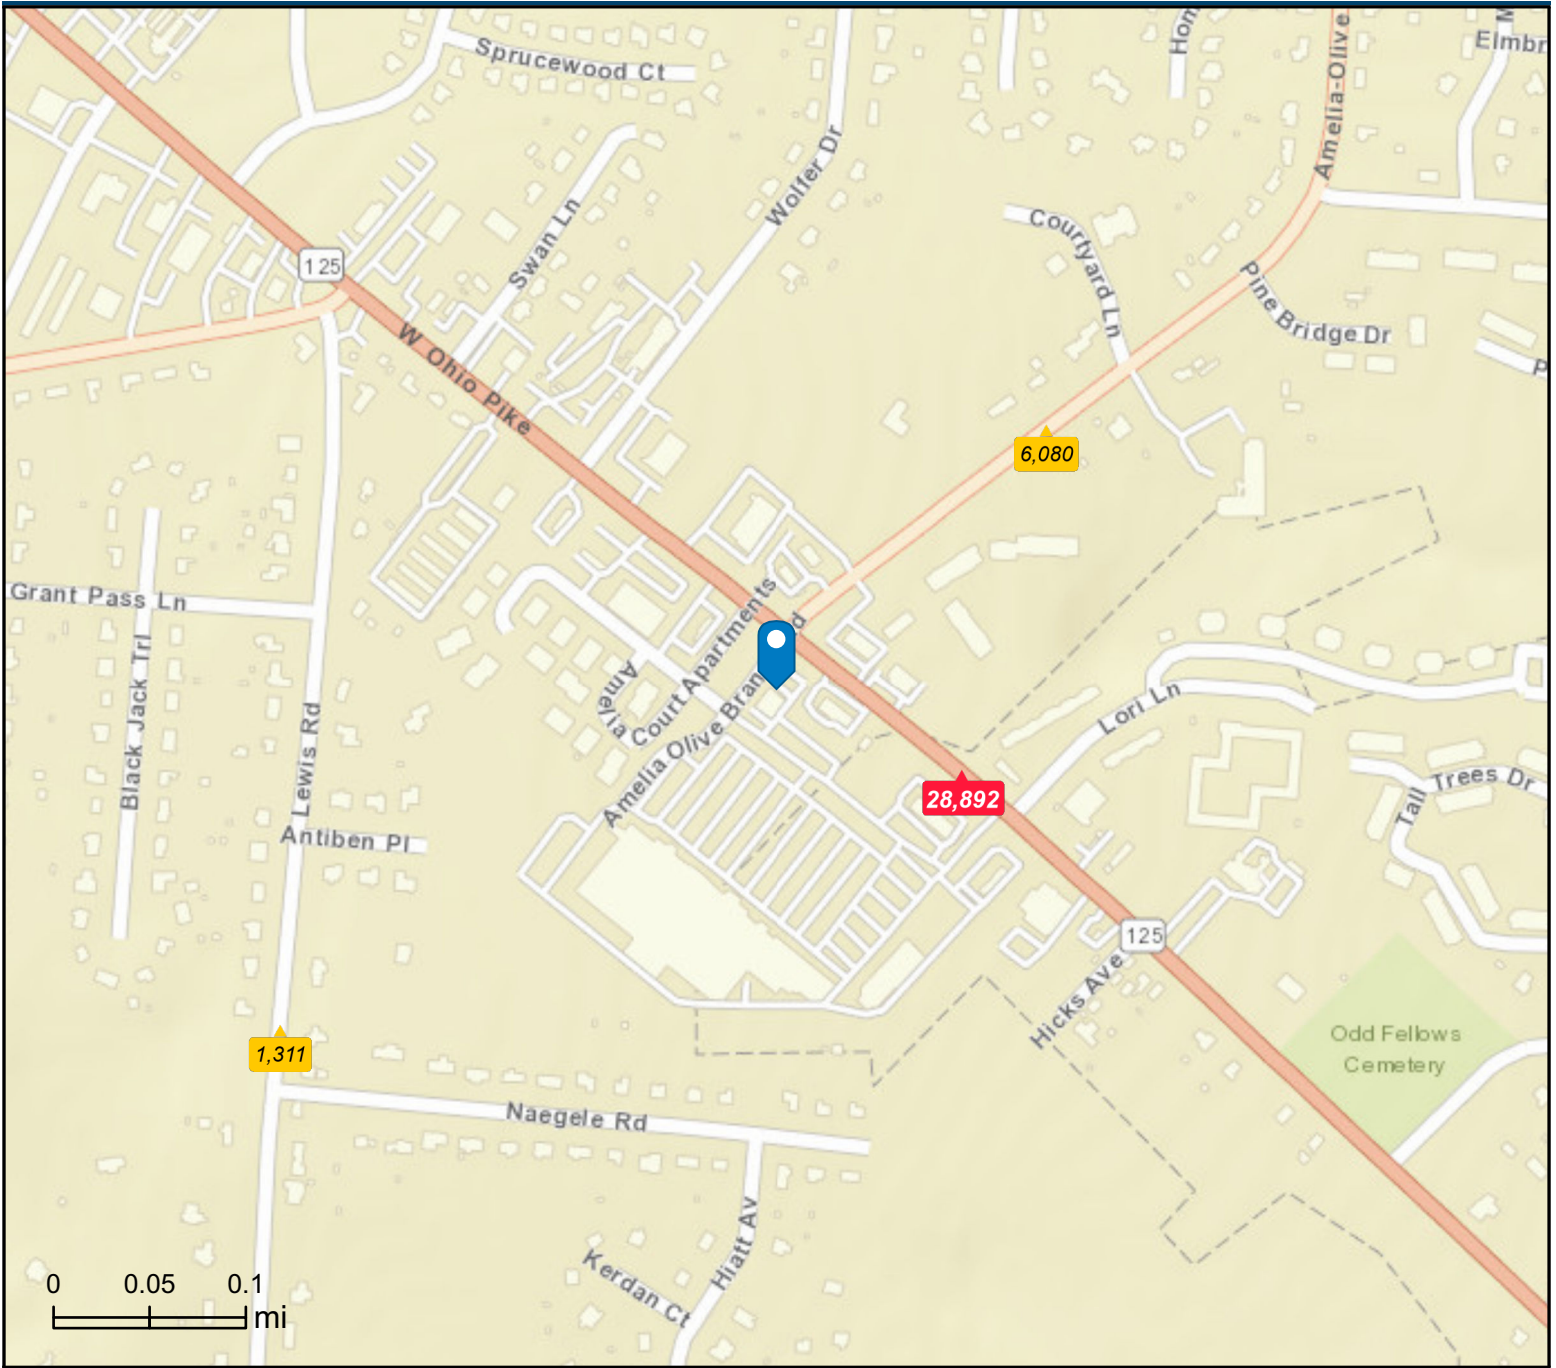 Sprucewood Ct
Hom
Amelia-Olive
Elmbr
Wolfer Dr
Swan Ln
Courtyard Ln
125
Pine Bridge Dr
P
W Ohio Pike
6,080
Grant Pass Ln
Amelia Court Apartments
Black Jack Trl
Lewis Rd
Amelia Olive Bran
d
Lori Ln
28,892
Tall Trees Dr
Antiben Pl
125
Hicks Ave
Odd Fellows
Cemetery
1,311
Naegele Rd
Hiatt Av
Kerdan Ct
0 0.05 0.1
mi